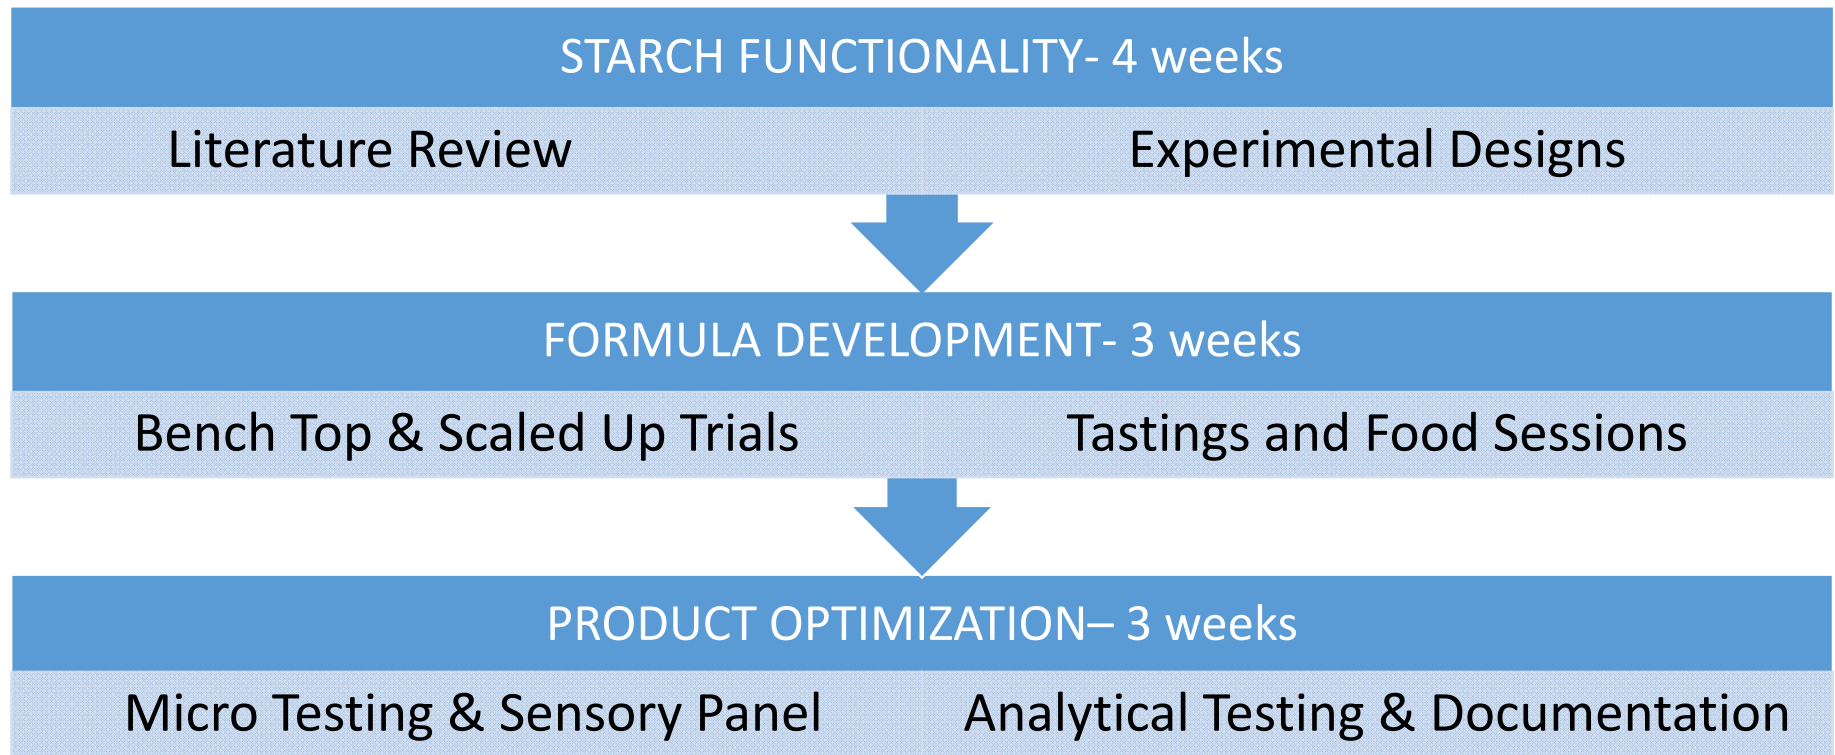 STARCH FUNCTIONALITY- 4 weeks
Literature Review
Experimental Designs
FORMULA DEVELOPMENT- 3 weeks
Bench Top & Scaled Up Trials
Tastings and Food Sessions
PRODUCT OPTIMIZATION– 3 weeks
Micro Testing & Sensory Panel
Analytical Testing & Documentation